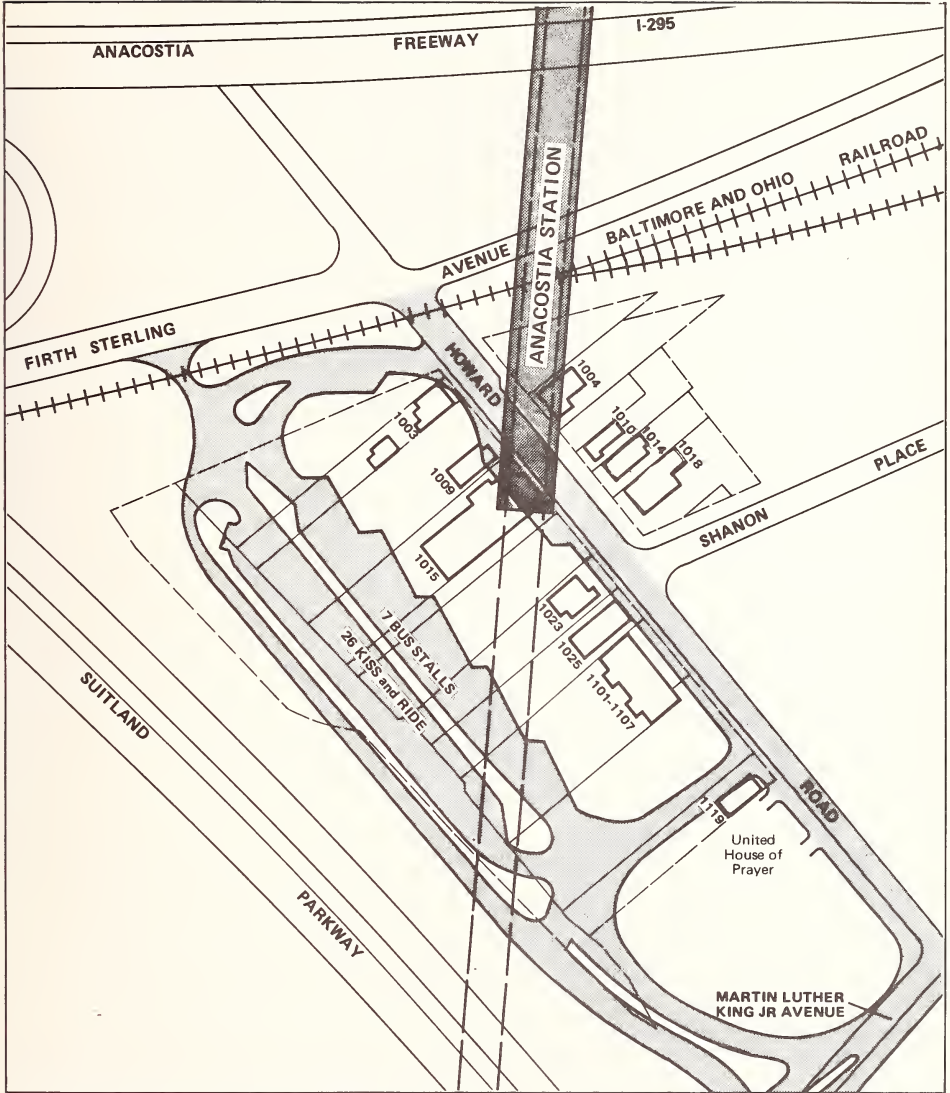 I-295
ANACOSTIA FREEWAY
ANACOSTIA STATION
BALTIMORE AND OHIO RAILROAD
FIRTH STERLING AVENUE
HOWARD ROAD
1004
1003
1010
1014
1018
1009
SHANON PLACE
1015
1023
7 BUS STALLS
26 KISS and RIDE
1025
1101-1107
SUITLAND PARKWAY
1119
United
House of
Prayer
MARTIN LUTHER
KING JR AVENUE